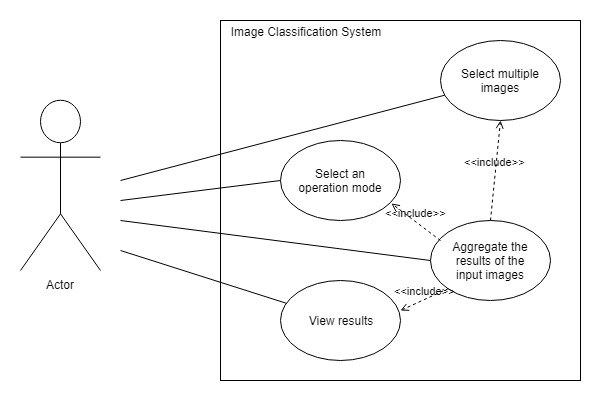 Image Classification System
Select multiple
images
<<include>>
Select an
operation mode
<<include>>
Aggregate the
results of the
input images
Actor
<<include>>
View results